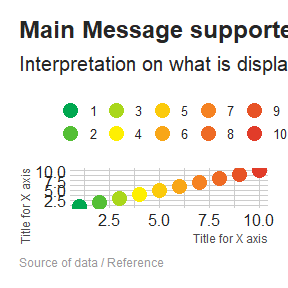 Main Message supporte
Interpretation on what is displa
1 3 5 7 9
2 4 6 8 10
10.0
7.5
5.0
2.5
Title for X axis
2.5 5.0 7.5 10.0
Title for X axis
Source of data / Reference